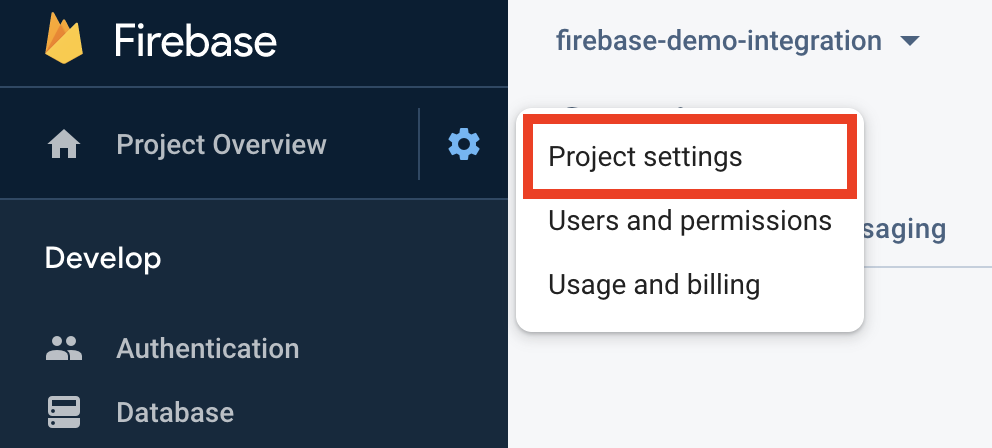 Firebase
Project Overview
Develop
Authentication
Database
firebase-demo-integration
Project settings
Users and permissions
Usage and billing
saging